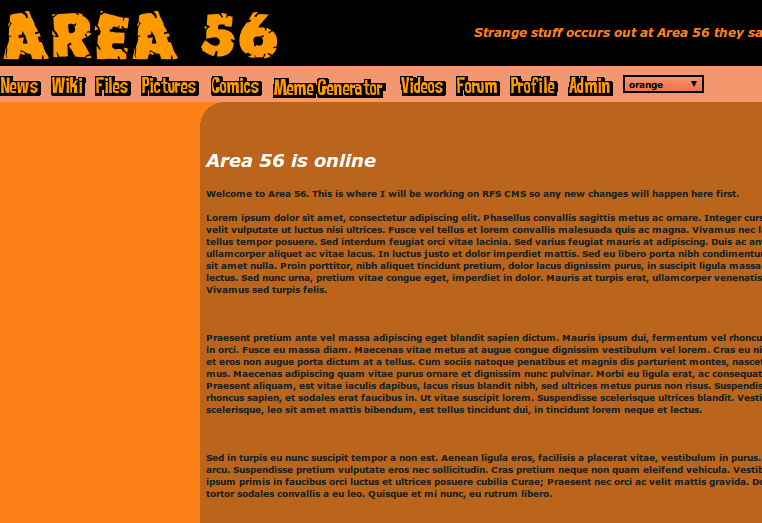 AREA 56
Strange stuff occurs out at Area 56 they
News Wiki Files Pictures Comics Meme Generator Videos Forum Profile Admin orange
Area 56 is online
Welcome to Area 56. This is where I will be working on RFS CMS so any new changes will happen here first.
Lorem ipsum dolor sit amet, consectetur adipiscing elit. Phasellus convallis sagittis metus ac ornare. Integer
velit vulputate ut luctus nisi ultrices. Fusce vel tellus et lorem convallis malesuada quis ac magna. Vivamus nec
tellus tempor posuere. Sed interdum feugiat orci vitae lacinia. Sed varius feugiat mauris at adipiscing. Duis ac
ullamcorper aliquet ac vitae lacus. In luctus justo et dolor imperdiet mattis. Sed eu libero porta nibh
sit amet nulla. Proin porttitor, nibh aliquet tincidunt pretium, dolor lacus dignissim purus, in suscipit ligula massa
lectus. Sed nunc urna, pretium vitae congue eget, imperdiet in dolor. Mauris at turpis erat, ullamcorper
Vivamus sed turpis felis.
Praesent pretium ante vel massa adipiscing eget blandit sapien dictum. Mauris ipsum dui, fermentum vel
in orci. Fusce eu massa diam. Maecenas vitae metus at augue congue dignissim vestibulum vel lorem. Cras eu
et eros non augue porta dictum at a tellus. Cum sociis natoque penatibus et magnis dis parturient montes,
mus. Maecenas adipiscing quam vitae purus ornare et dignissim nunc pulvinar. Morbi eu ligula erat, ac
Praesent aliquam, est vitae iaculis dapibus, lacus risus blandit nibh, sed ultrices metus purus non risus.
rhoncus sapien, et sodales erat faucibus in. Ut vitae suscipit lorem. Suspendisse scelerisque ultrices blandit.
scelerisque, leo sit amet mattis bibendum, est tellus tincidunt dui, in tincidunt lorem neque et lectus.
Sed in turpis eu nunc suscipit tempor a non est. Aenean ligula eros, facilisis a placerat vitae, vestibulum in purus.
arcu. Suspendisse pretium vulputate eros nec sollicitudin. Cras pretium neque non quam eleifend vehicula.
ipsum primis in faucibus orci luctus et ultrices posuere cubilia Curae; Praesent nec orci ac velit mattis gravida.
tortor sodales convallis a eu leo. Quisque et mi nunc, eu rutrum libero.